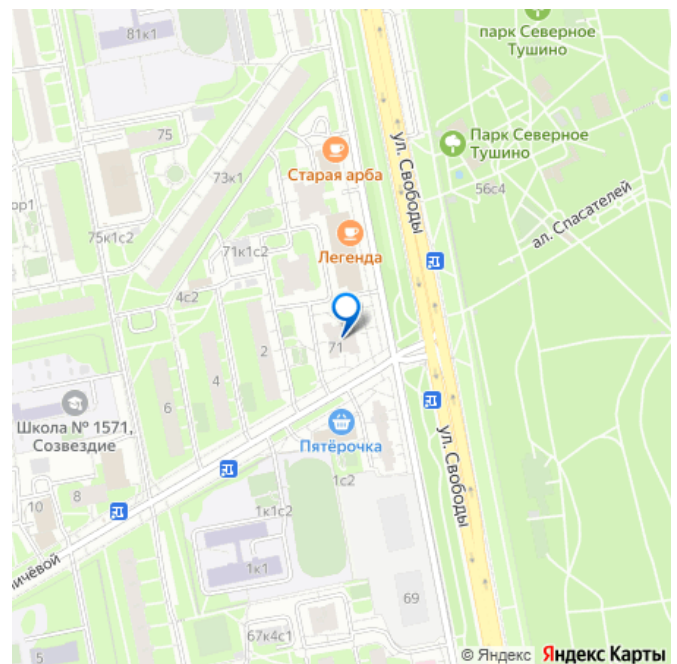 81к1
парк Северное
Тушино
75
Парк Северное
Тушино
ул. Свободы
Старая арба
73к1
56с4
ор1
75к1с2
ал. Спасателей
71к1с2
Легенда
4с2
71
2
4
6
Школа № 1571,
Созвездие
Пятёрочка
ул. Свободы
1с2
8
10
1к1с2
ничёвой
1к1
69
67к4с1
5
© Яндекс Яндекс Карты